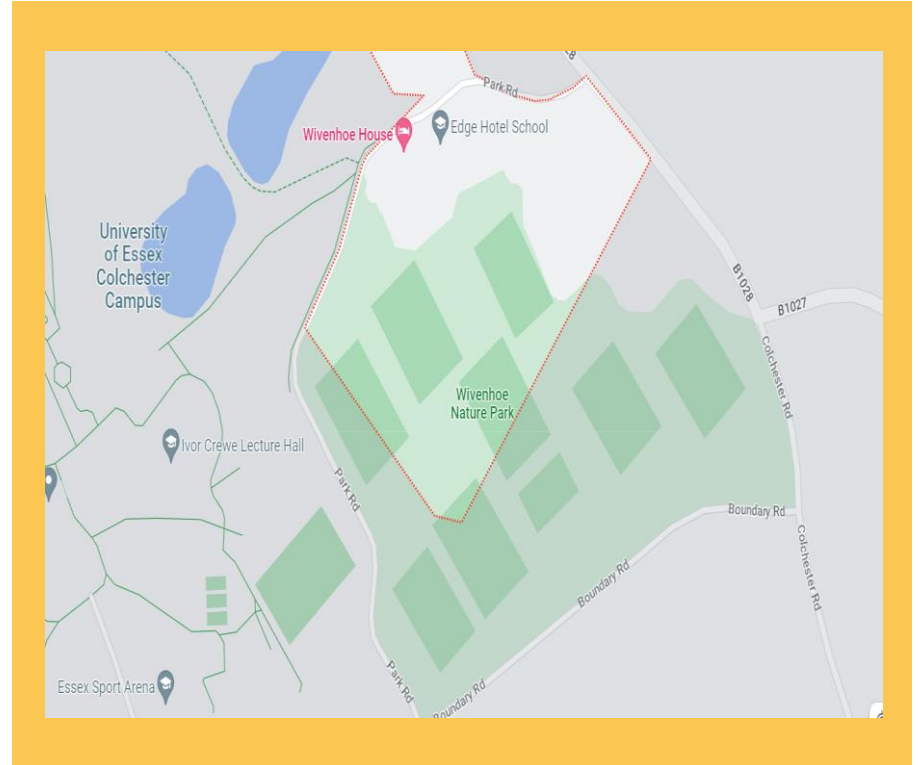 28
Park Rd
Wivenhoe House
Edge Hotel School
University
of Essex
Colchester
Campus
B1028
B1027
Colchester Rd
Wivenhoe
Nature Park
Ivor Crewe Lecture Hall
Park Rd
Boundary Rd
Colchester Rd
Boundary Rd
Essex Sport Arena
Park Rd
Boundary Rd